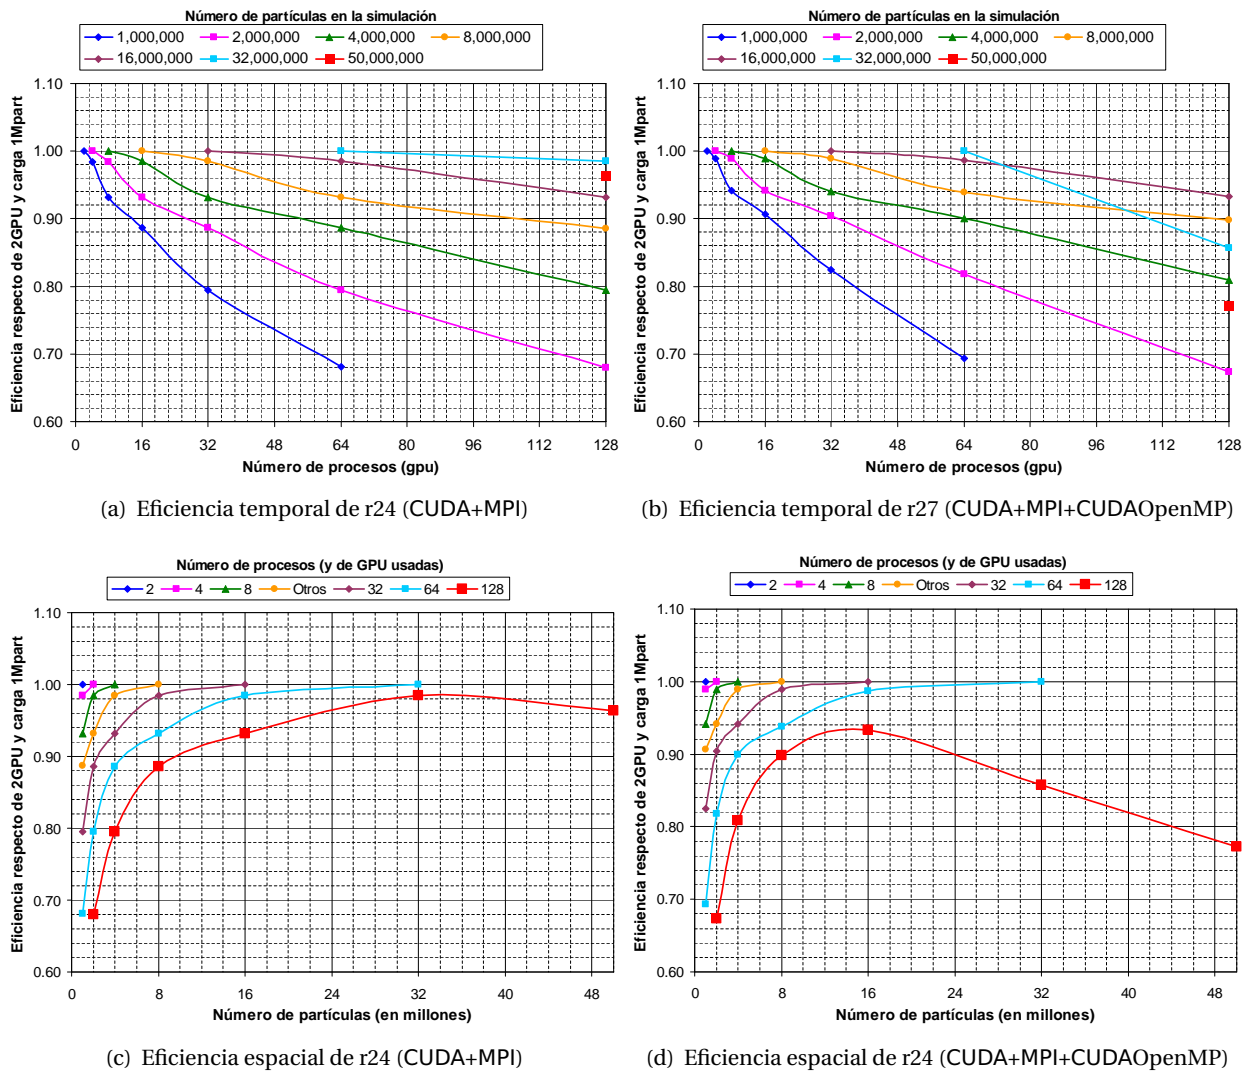 Número de partículas en la simulación
1,000,000 2,000,000 4,000,000 8,000,000
16,000,000 32,000,000 50,000,000
Eficiencia respecto de 2GPU y carga 1Mpart
1.10
1.00
0.90
0.80
0.70
0.60
0 16 32 48 64 80 96 112 128
Número de procesos (gpu)
(a) Eficiencia temporal de r24 (CUDA+MPI)
Número de partículas en la simulación
1,000,000 2,000,000 4,000,000 8,000,000
16,000,000 32,000,000 50,000,000
Eficiencia respecto de 2GPU y carga 1Mpart
1.10
1.00
0.90
0.80
0.70
0.60
0 16 32 48 64 80 96 112 128
Número de procesos (gpu)
(b) Eficiencia temporal de r27 (CUDA+MPI+CUDAOpenMP)
Número de procesos (y de GPU usadas)
2 4 8 Otros 32 64 128
Eficiencia respecto de 2GPU y carga 1Mpart
1.10
1.00
0.90
0.80
0.70
0.60
0 8 16 24 32 40 48
Número de partículas (en millones)
(c) Eficiencia espacial de r24 (CUDA+MPI)
Número de procesos (y de GPU usadas)
2 4 8 Otros 32 64 128
Eficiencia respecto de 2GPU y carga 1Mpart
1.10
1.00
0.90
0.80
0.70
0.60
0 8 16 24 32 40 48
Número de partículas (en millones)
(d) Eficiencia espacial de r24 (CUDA+MPI+CUDAOpenMP)